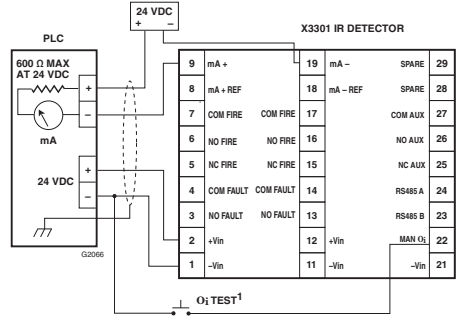 24 VDC
+ −
X3301 IR DETECTOR
PLC
600 Ω MAX
AT 24 VDC
+
−
mA
24 VDC
+
−
G2066
9 mA + 19 mA − SPARE 29
8 mA + REF 18 mA − REF SPARE 28
7 COM FIRE COM FIRE 17 COM AUX 27
6 NO FIRE NO FIRE 16 NO AUX 26
5 NC FIRE NC FIRE 15 NC AUX 25
4 COM FAULT COM FAULT 14 RS485 A 24
3 NO FAULT NO FAULT 13 RS485 B 23
2 +Vin 12 +Vin MAN Oi 22
1 −Vin 11 −Vin −Vin 21
Oi TEST1